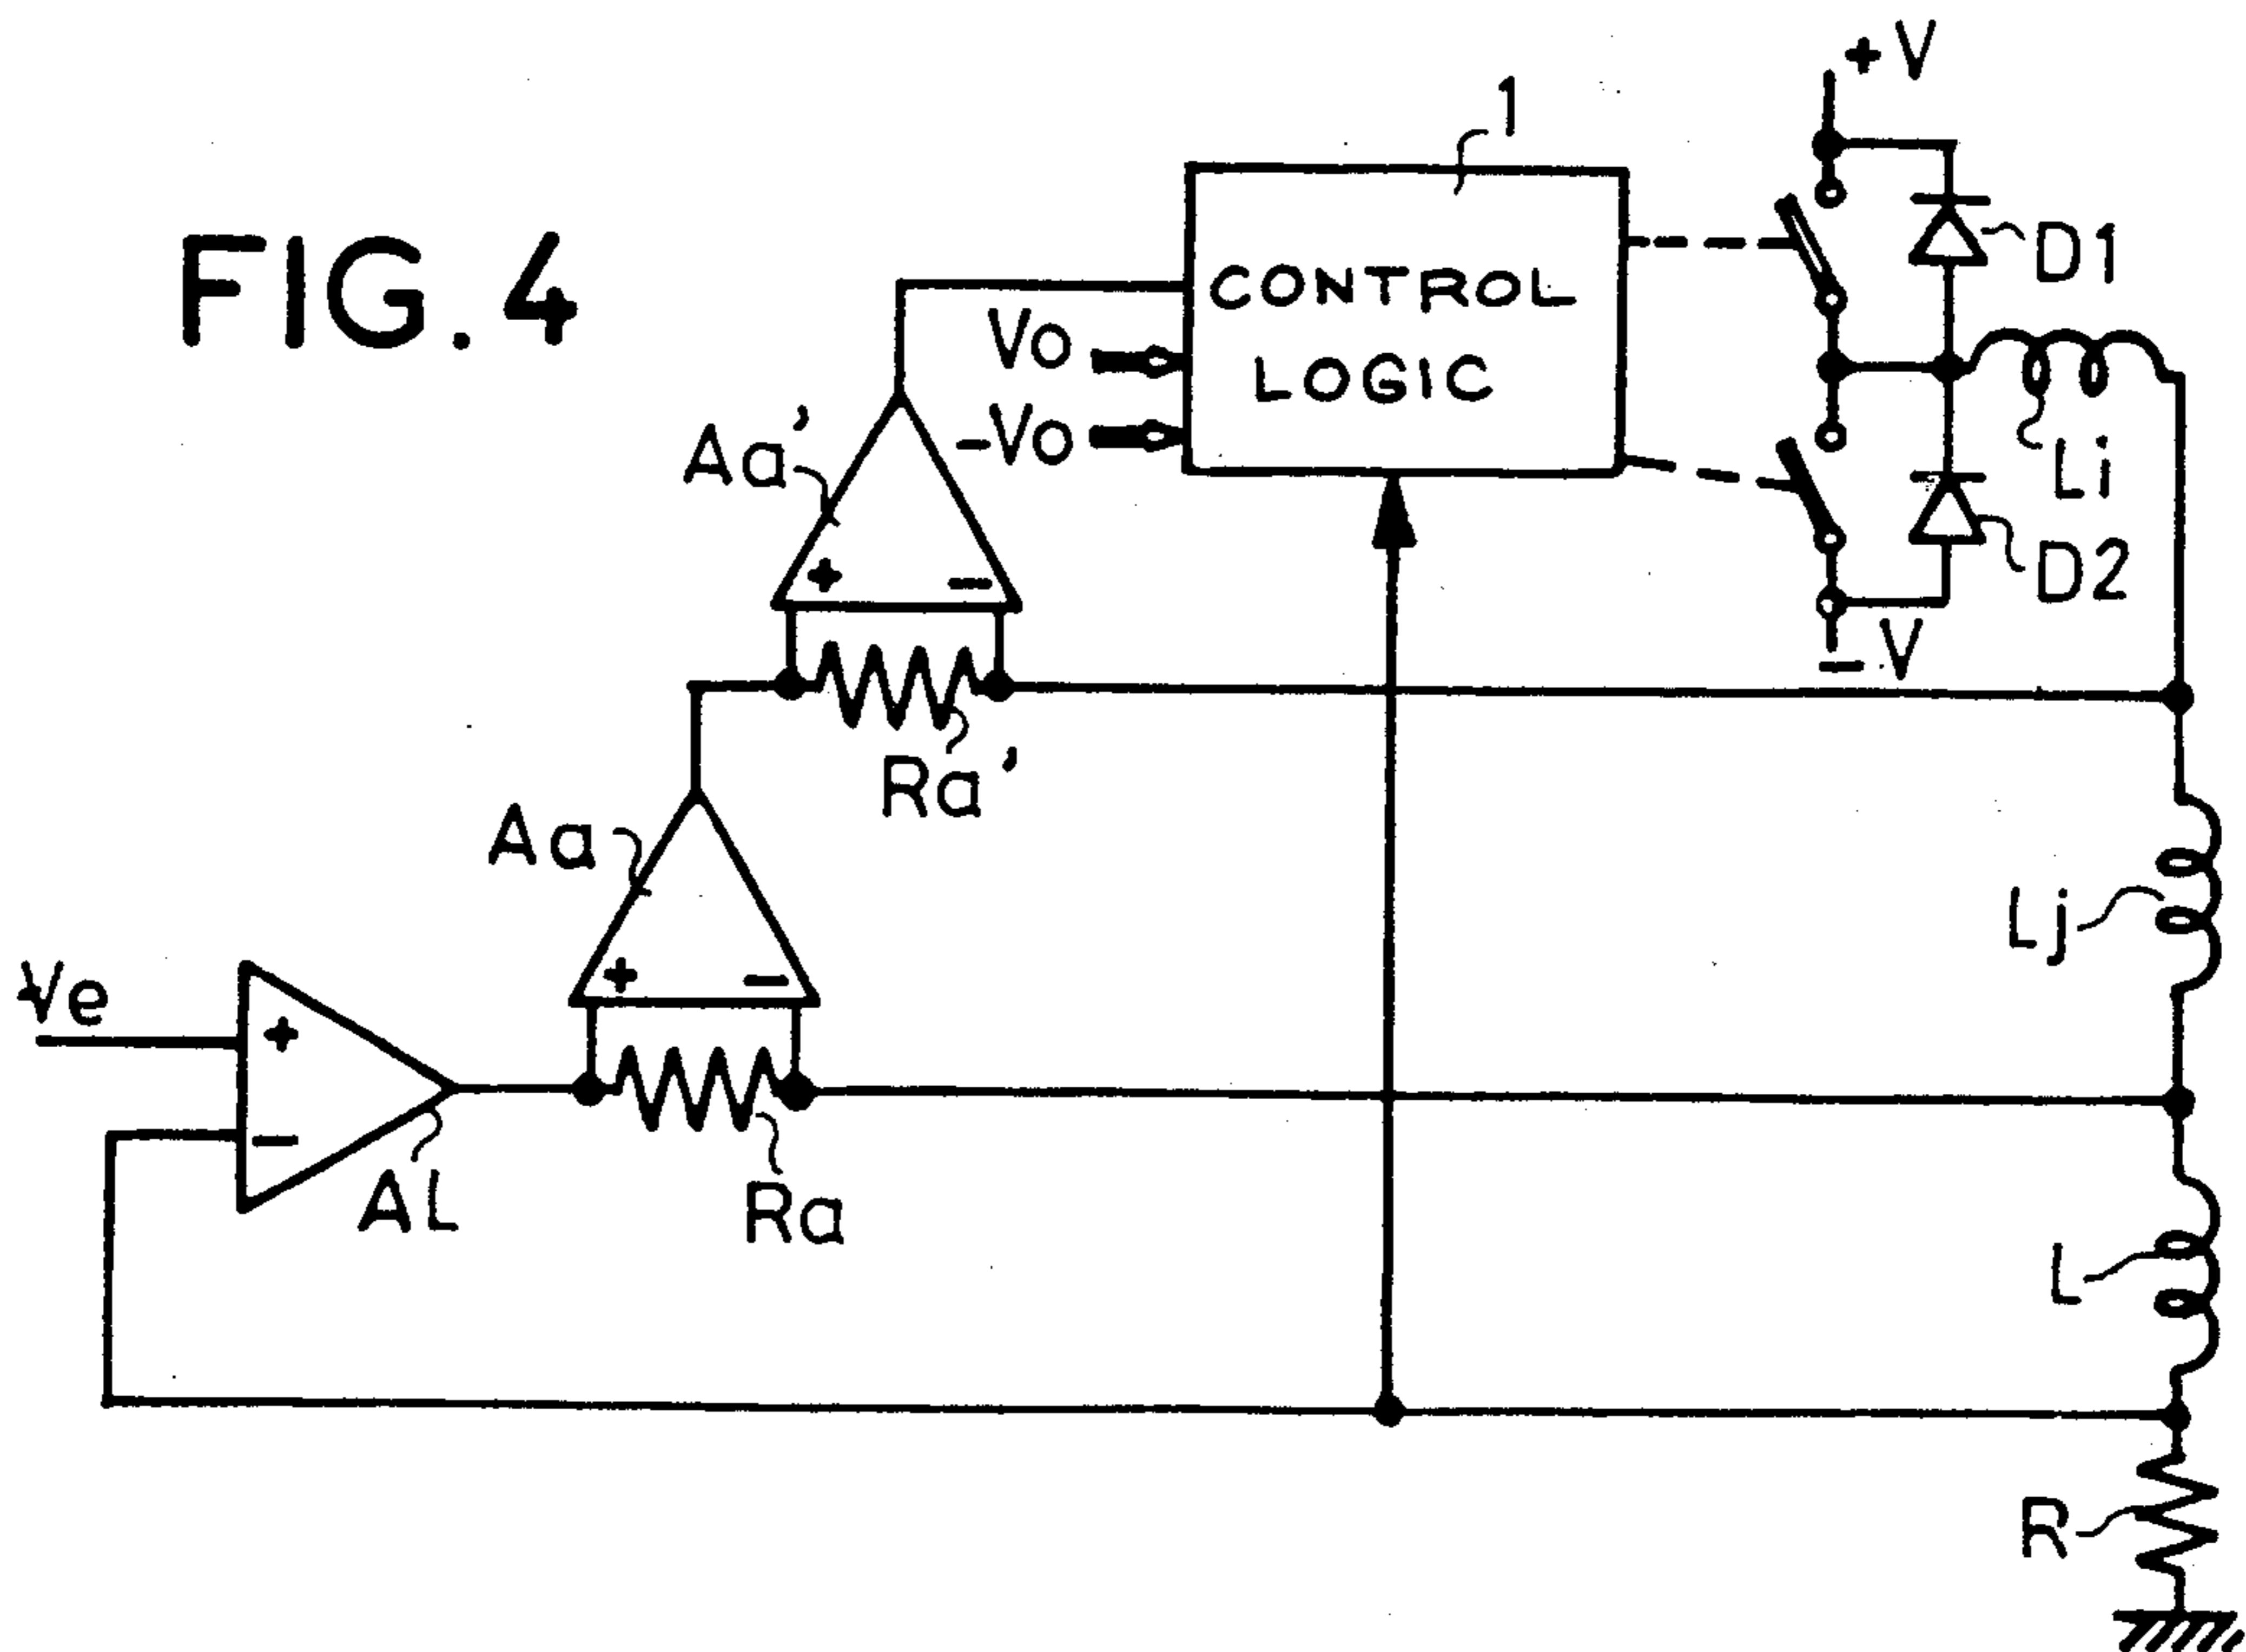 FIG. 4
+V
1
D1
CONTROL
LOGIC
Vo
-Vo
Li
Aa'
+ -
D2
-V
Ra'
Aa
Lj
+ -
Ve
+
-
AL
Ra
L
R